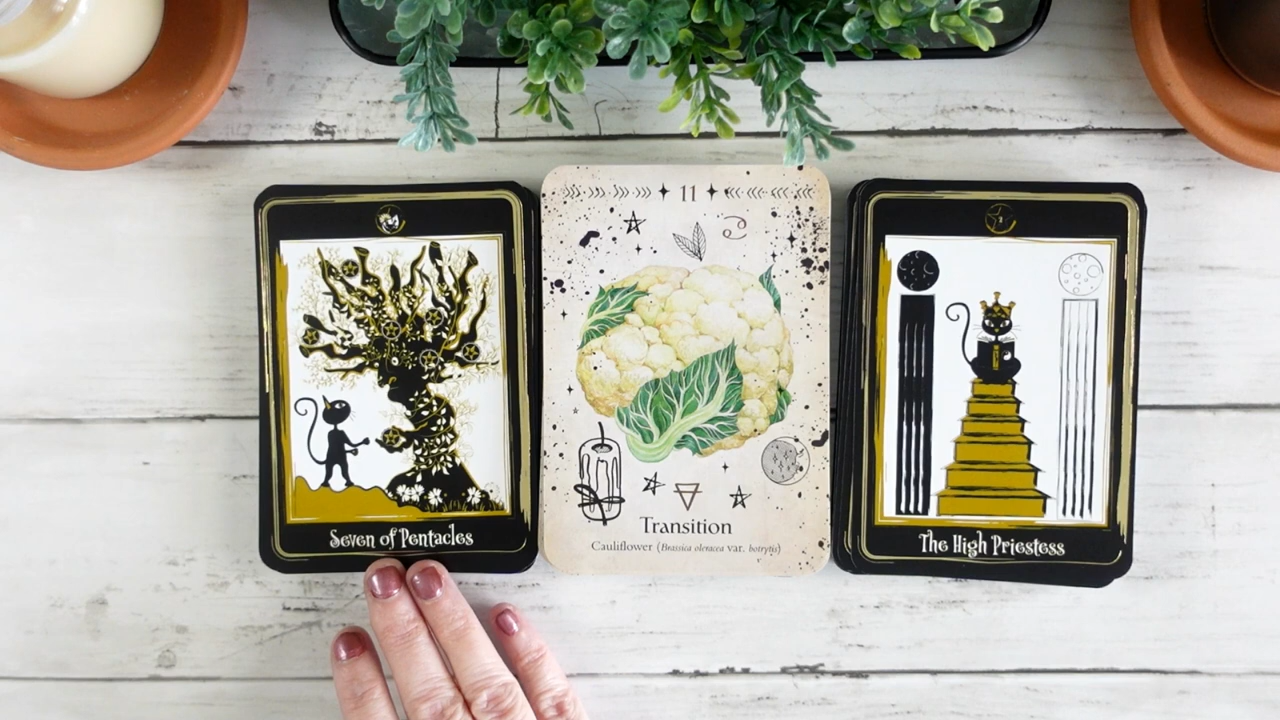 Seven of Pentacles
11
Transition
Cauliflower (Brassica oleracea var. botrytis)
The High Priestess